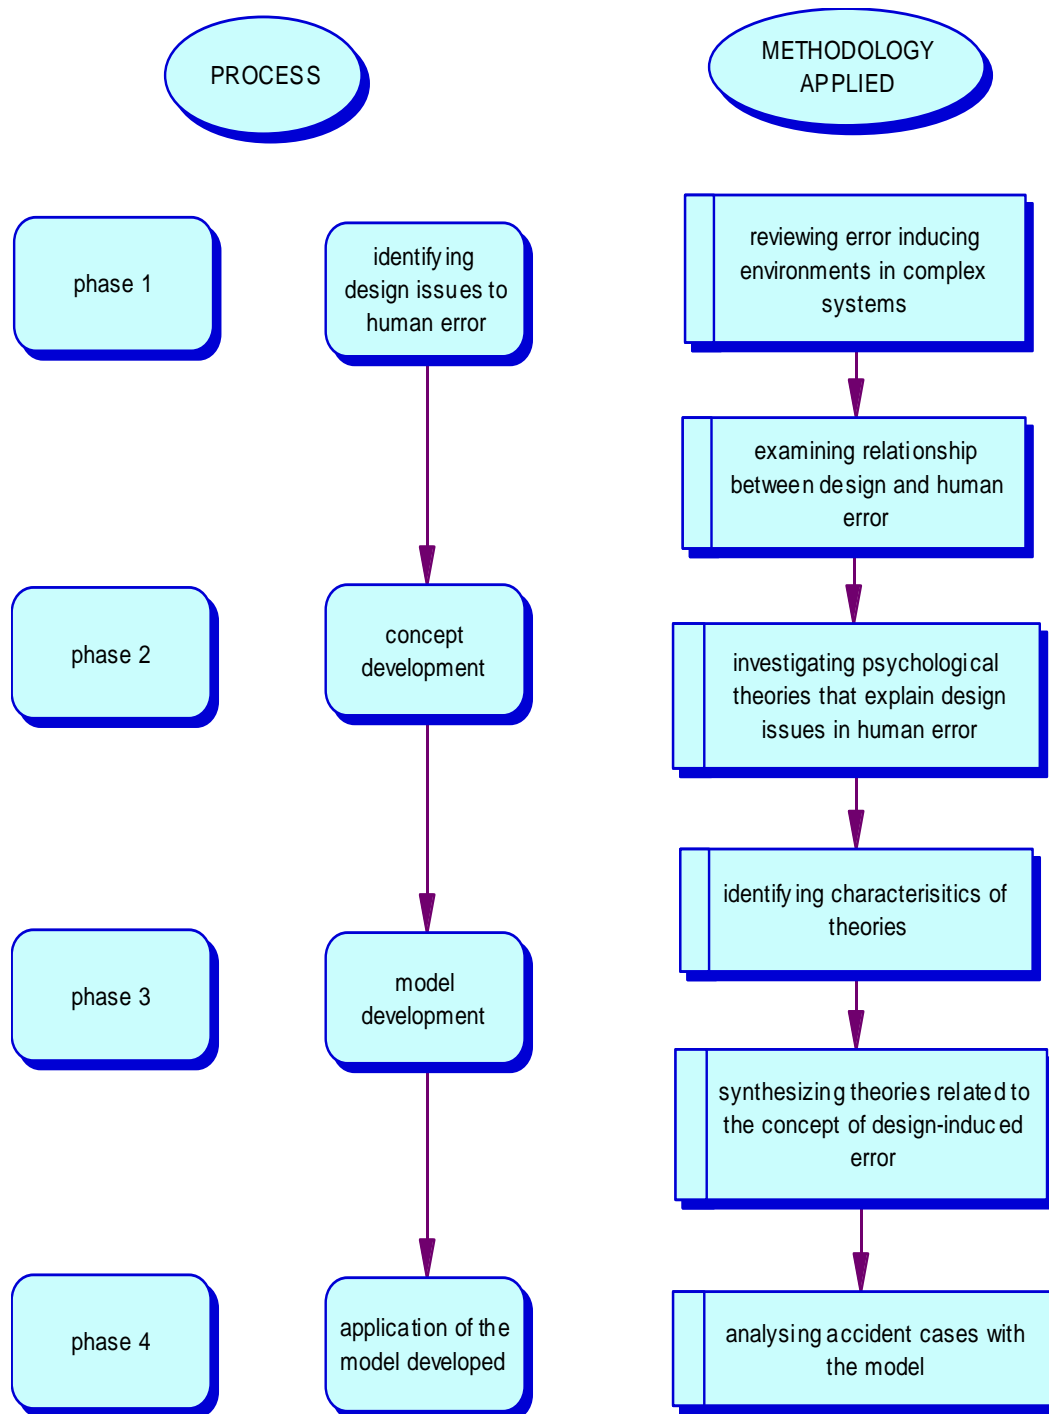 PROCESS
METHODOLOGY
APPLIED
phase 1
identifying
design issues to
human error
reviewing error inducing
environments in complex
systems
examining relationship
between design and human
error
phase 2
concept
development
investigating psychological
theories that explain design
issues in human error
identifying characterisitics of
theories
phase 3
model
development
synthesizing theories related to
the concept of design-induced
error
phase 4
application of the
model developed
analysing accident cases with
the model